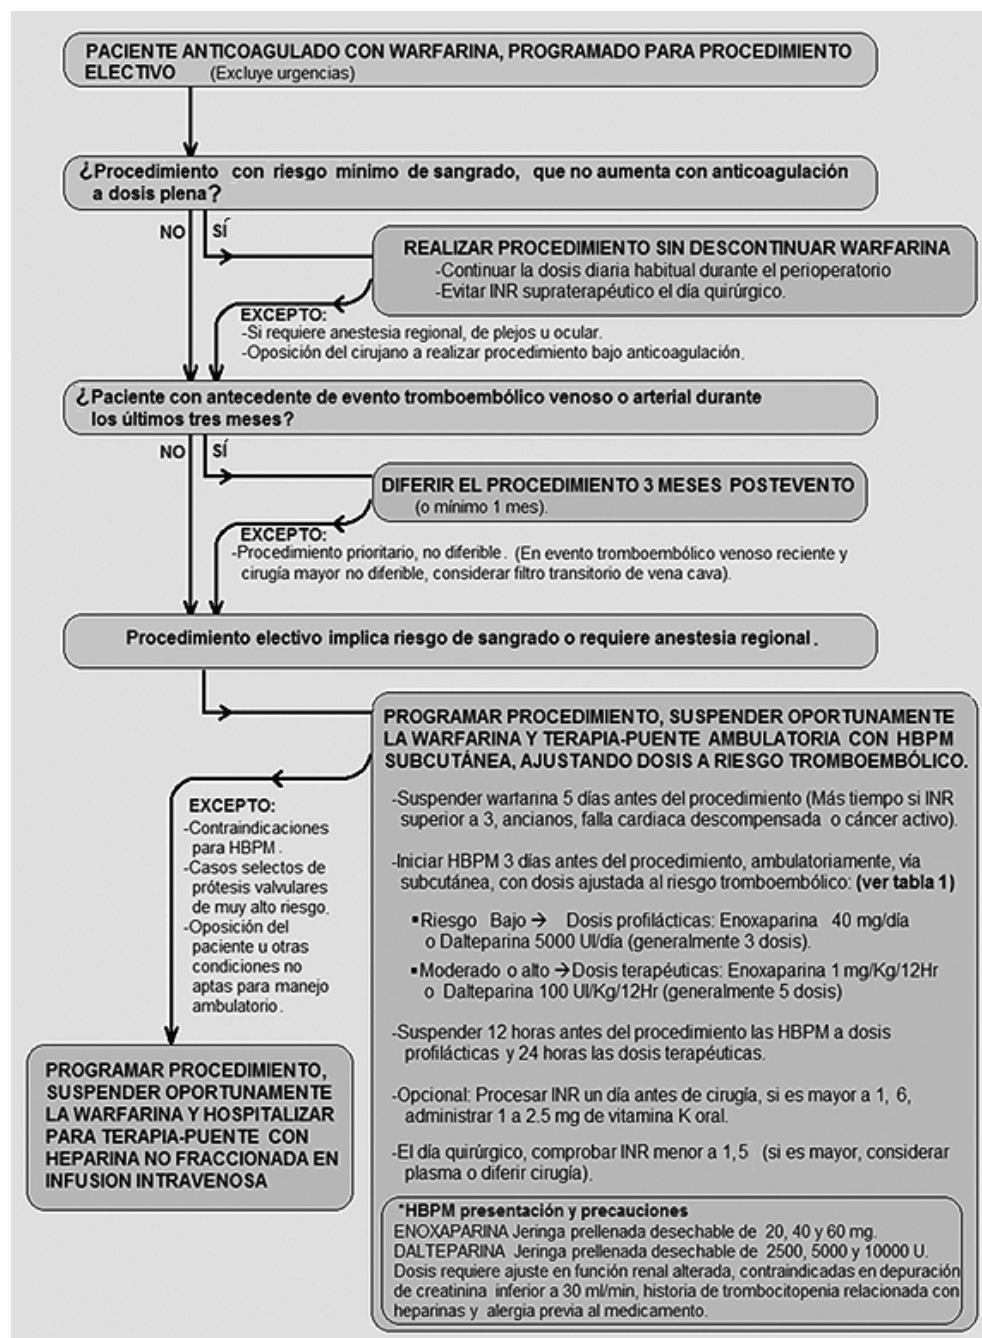 PACIENTE ANTICOAGULADO CON WARFARINA, PROGRAMADO PARA PROCEDIMIENTO
ELECTIVO (Excluye urgencias)
¿Procedimiento con riesgo mínimo de sangrado, que no aumenta con anticoagulación
a dosis plena?
NO SÍ
REALIZAR PROCEDIMIENTO SIN DESCONTINUAR WARFARINA
-Continuar la dosis diaria habitual durante el perioperatorio
-Evitar INR supraterapéutico el día quirúrgico.
EXCEPTO:
-Si requiere anestesia regional, de plejos u ocular.
-Oposición del cirujano a realizar procedimiento bajo anticoagulación.
¿Paciente con antecedente de evento tromboembólico venoso o arterial durante
los últimos tres meses?
NO SÍ
DIFERIR EL PROCEDIMIENTO 3 MESES POSTEVENTO
(o mínimo 1 mes).
EXCEPTO:
-Procedimiento prioritario, no diferible. (En evento tromboembólico venoso reciente y
cirugía mayor no diferible, considerar filtro transitorio de vena cava).
Procedimiento electivo implica riesgo de sangrado o requiere anestesia regional.
PROGRAMAR PROCEDIMIENTO, SUSPENDER OPORTUNAMENTE
LA WARFARINA Y TERAPIA-PUENTE AMBULATORIA CON HBPM
SUBCUTÁNEA, AJUSTANDO DOSIS A RIESGO TROMBOEMBÓLICO.
-Suspender warfarina 5 días antes del procedimiento (Más tiempo si INR
superior a 3, ancianos, falla cardiaca descompensada o cáncer activo).
-Iniciar HBPM 3 días antes del procedimiento, ambulatoriamente, vía
subcutánea, con dosis ajustada al riesgo tromboembólico: (ver tabla 1)
▪Riesgo Bajo → Dosis profilácticas: Enoxaparina 40 mg/día
o Dalteparina 5000 UI/día (generalmente 3 dosis).
▪Moderado o alto → Dosis terapéuticas: Enoxaparina 1 mg/Kg/12Hr
o Dalteparina 100 UI/Kg/12Hr (generalmente 5 dosis)
-Suspender 12 horas antes del procedimiento las HBPM a dosis
profilácticas y 24 horas las dosis terapéuticas.
-Opcional: Procesar INR un día antes de cirugía, si es mayor a 1, 6,
administrar 1 a 2.5 mg de vitamina K oral.
-El día quirúrgico, comprobar INR menor a 1,5 (si es mayor, considerar
plasma o diferir cirugía).
*HBPM presentación y precauciones
ENOXAPARINA Jeringa prellenada desechable de 20, 40 y 60 mg.
DALTEPARINA Jeringa prellenada desechable de 2500, 5000 y 10000 U.
Dosis requiere ajuste en función renal alterada, contraindicadas en depuración
de creatinina inferior a 30 ml/min, historia de trombocitopenia relacionada con
heparinas y alergia previa al medicamento.
EXCEPTO:
-Contraindicaciones
para HBPM.
-Casos selectos de
prótesis valvulares
de muy alto riesgo.
-Oposición del
paciente u otras
condiciones no
aptas para manejo
ambulatorio.
PROGRAMAR PROCEDIMIENTO,
SUSPENDER OPORTUNAMENTE
LA WARFARINA Y HOSPITALIZAR
PARA TERAPIA-PUENTE CON
HEPARINA NO FRACCIONADA EN
INFUSION INTRAVENOSA